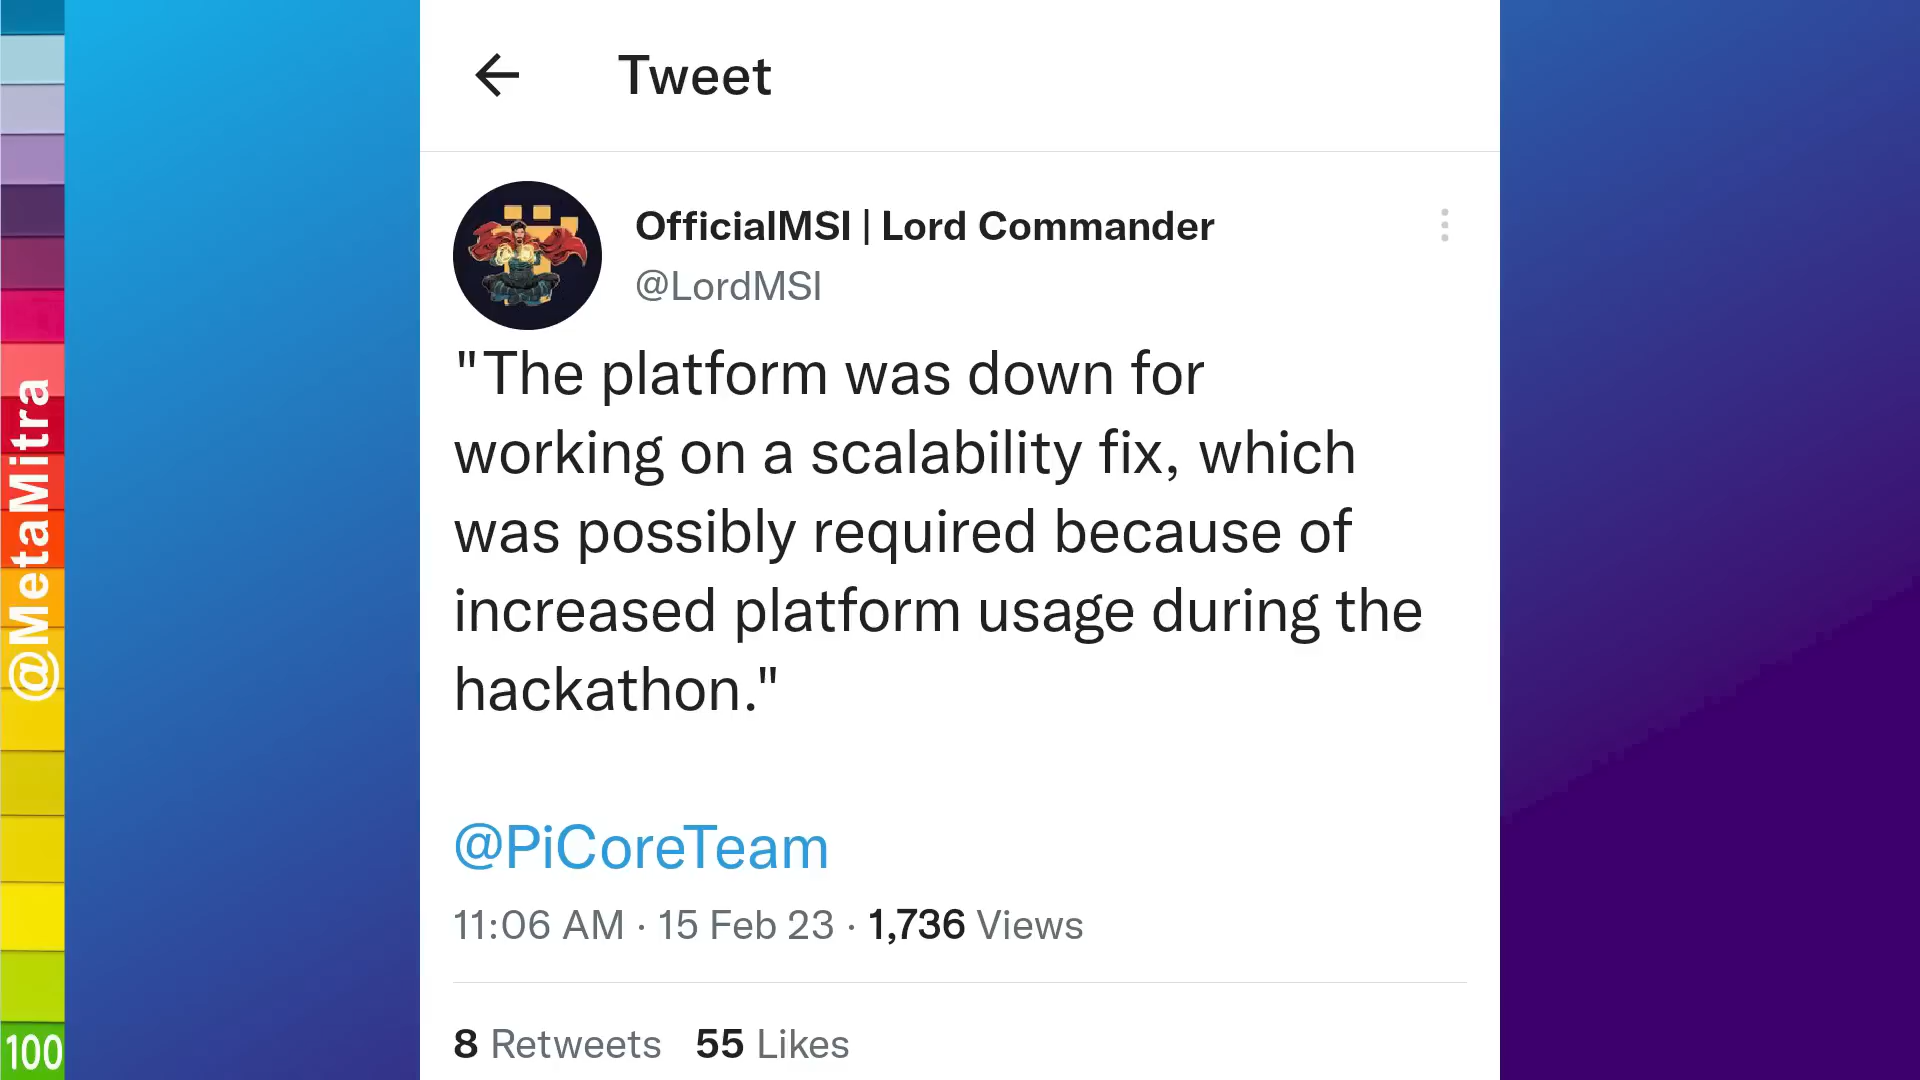 Tweet
OfficialMSI | Lord Commander
@LordMSI
"The platform was down for
working on a scalability fix, which
was possibly required because of
increased platform usage during the
hackathon."
@PiCoreTeam
11:06 AM · 15 Feb 23 · 1,736 Views
8 Retweets 55 Likes
@MetaMitra
100